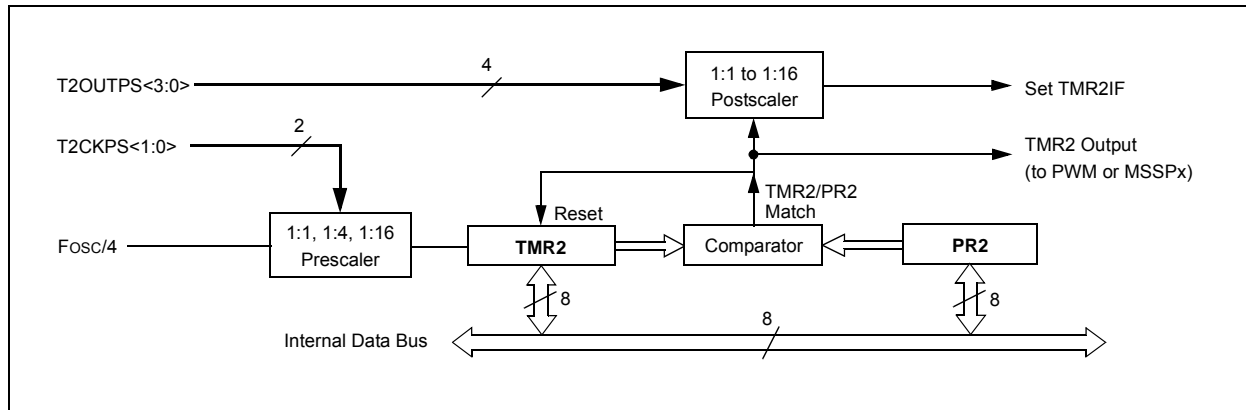 T2OUTPS<3:0>
4
1:1 to 1:16
Postscaler
Set TMR2IF
T2CKPS<1:0>
2
TMR2 Output
(to PWM or MSSPx)
TMR2/PR2
Match
Reset
FOSC/4
1:1, 1:4, 1:16
Prescaler
TMR2
Comparator
PR2
8
8
Internal Data Bus
8